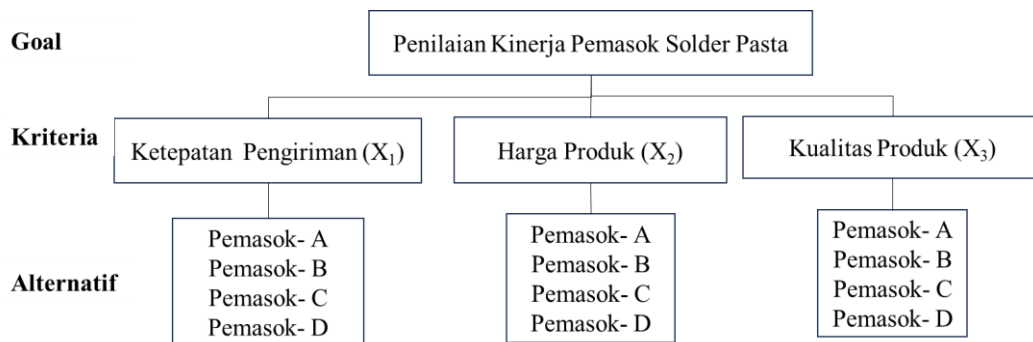 Goal
Penilaian Kinerja Pemasok Solder Pasta
Kriteria
Ketepatan Pengiriman (X₁)
Harga Produk (X₂)
Kualitas Produk (X₃)
Alternatif
Pemasok- A
Pemasok- B
Pemasok- C
Pemasok- D
Pemasok- A
Pemasok- B
Pemasok- C
Pemasok- D
Pemasok- A
Pemasok- B
Pemasok- C
Pemasok- D